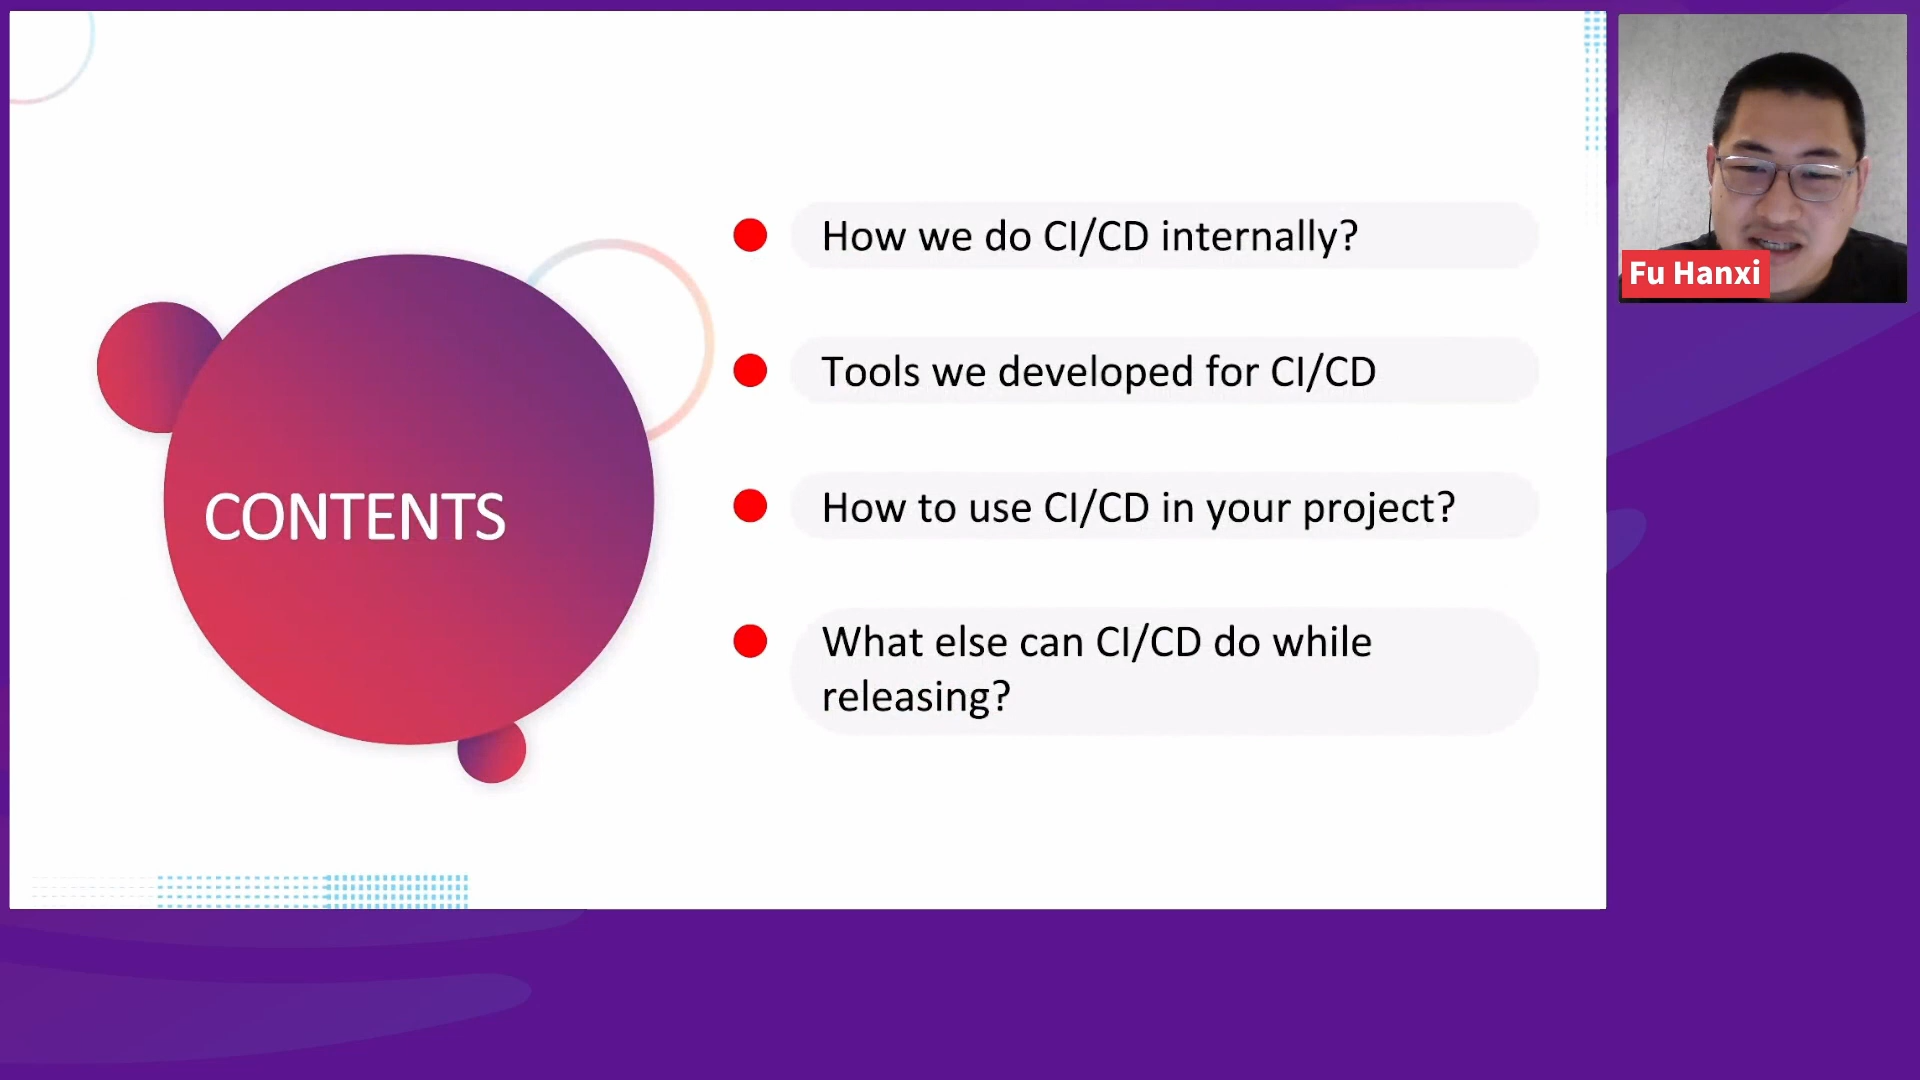 CONTENTS
How we do CI/CD internally?
Tools we developed for CI/CD
How to use CI/CD in your project?
What else can CI/CD do while
releasing?
Fu Hanxi